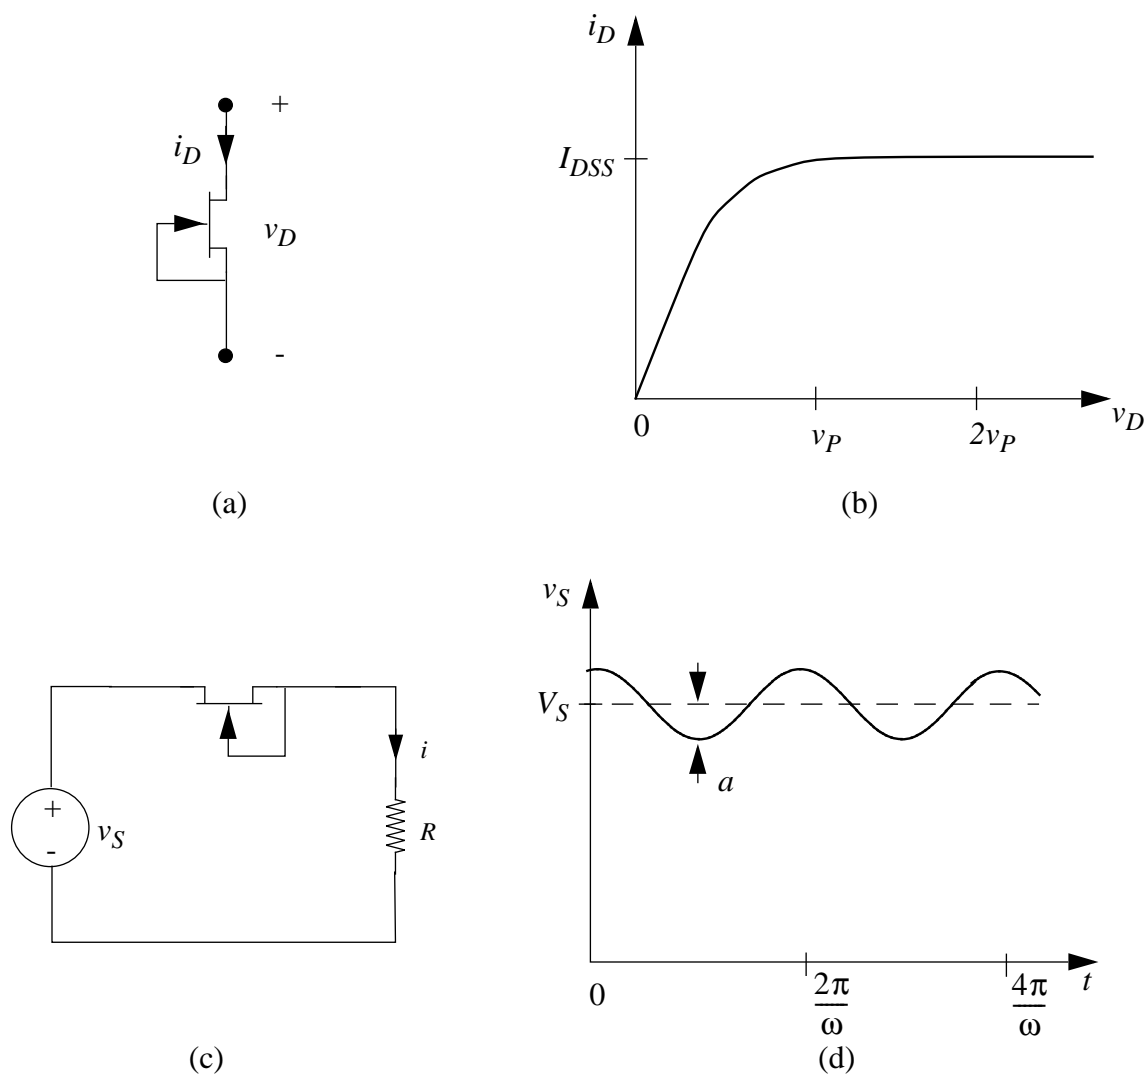 +
i_D
v_D
-
(a)
i_D
I_DSS
0
v_P
2v_P
v_D
(b)
+
-
v_S
i
R
(c)
v_S
V_S
a
0
2π/ω
4π/ω
t
(d)